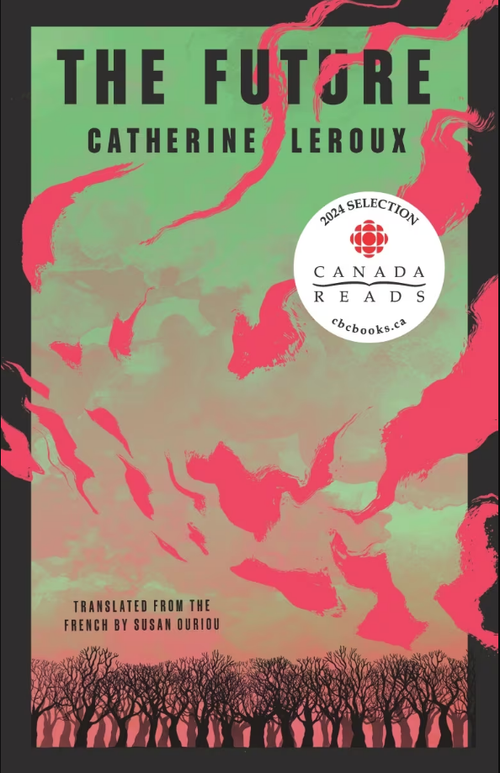 THE FUTURE
CATHERINE LEROUX
2024 SELECTION
CANADA
READS
cbcbooks.ca
TRANSLATED FROM THE
FRENCH BY SUSAN OURIOU